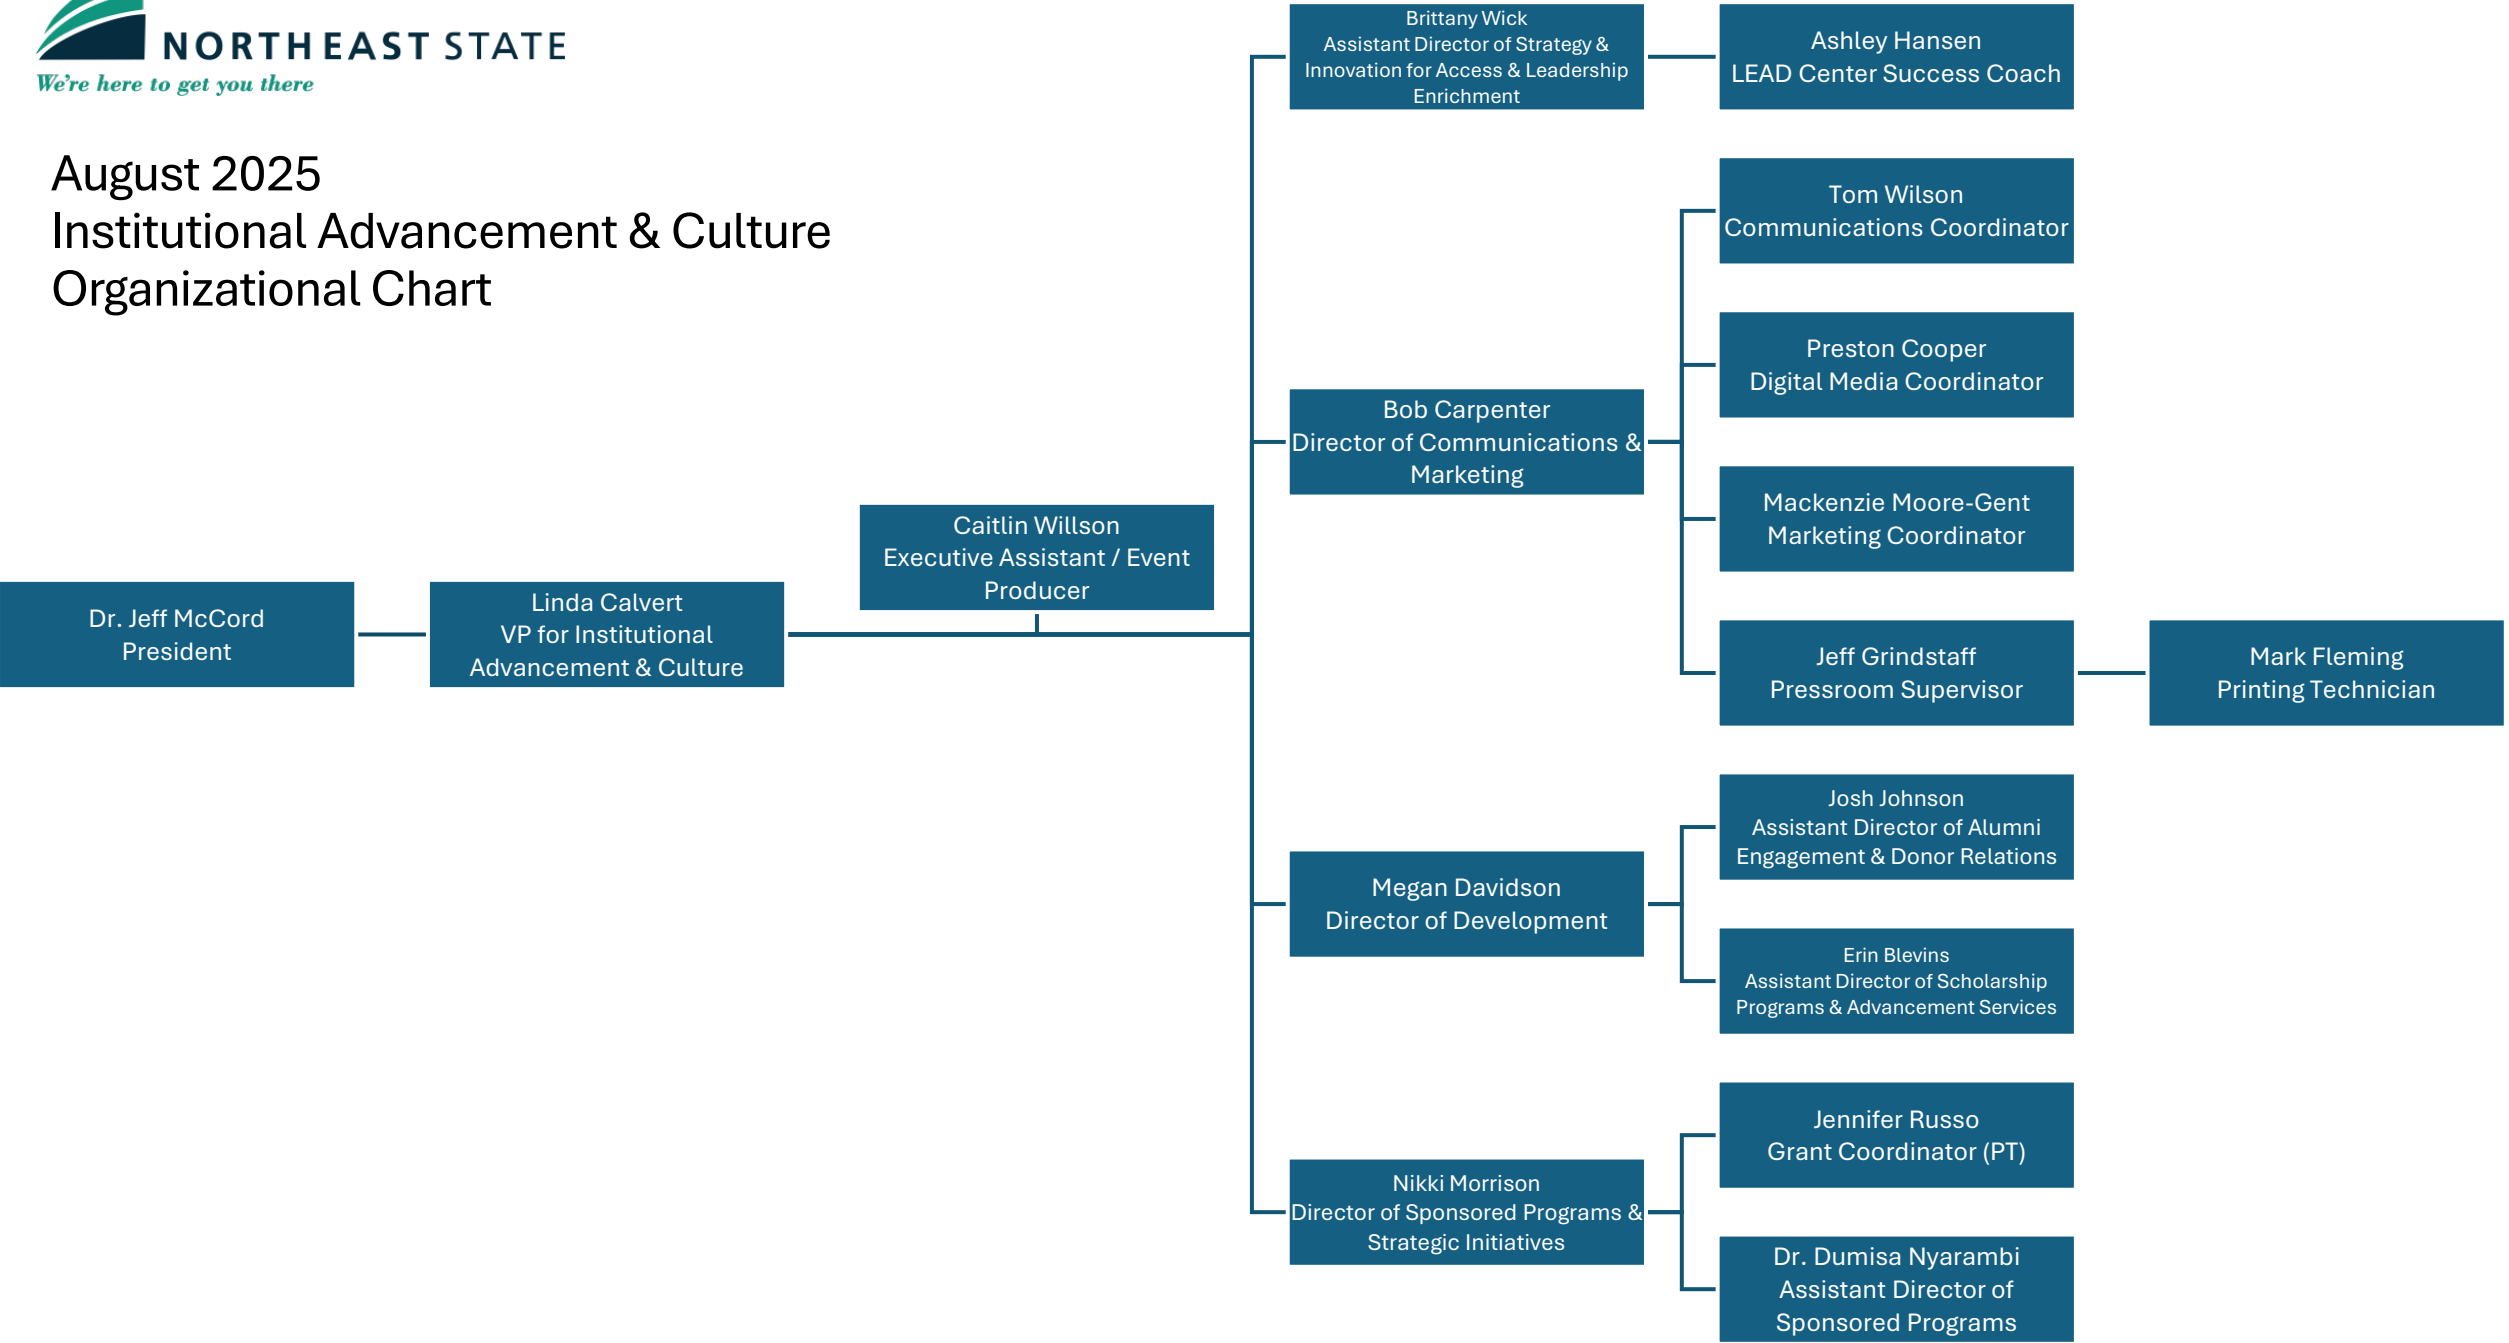 NORTHEAST STATE
We're here to get you there
August 2025
Institutional Advancement & Culture
Organizational Chart
Dr. Jeff McCord
President
Linda Calvert
VP for Institutional
Advancement & Culture
Caitlin Willson
Executive Assistant / Event
Producer
Brittany Wick
Assistant Director of Strategy &
Innovation for Access & Leadership
Enrichment
Ashley Hansen
LEAD Center Success Coach
Bob Carpenter
Director of Communications &
Marketing
Tom Wilson
Communications Coordinator
Preston Cooper
Digital Media Coordinator
Mackenzie Moore-Gent
Marketing Coordinator
Jeff Grindstaff
Pressroom Supervisor
Mark Fleming
Printing Technician
Megan Davidson
Director of Development
Josh Johnson
Assistant Director of Alumni
Engagement & Donor Relations
Erin Blevins
Assistant Director of Scholarship
Programs & Advancement Services
Nikki Morrison
Director of Sponsored Programs &
Strategic Initiatives
Jennifer Russo
Grant Coordinator (PT)
Dr. Dumisa Nyarambi
Assistant Director of
Sponsored Programs